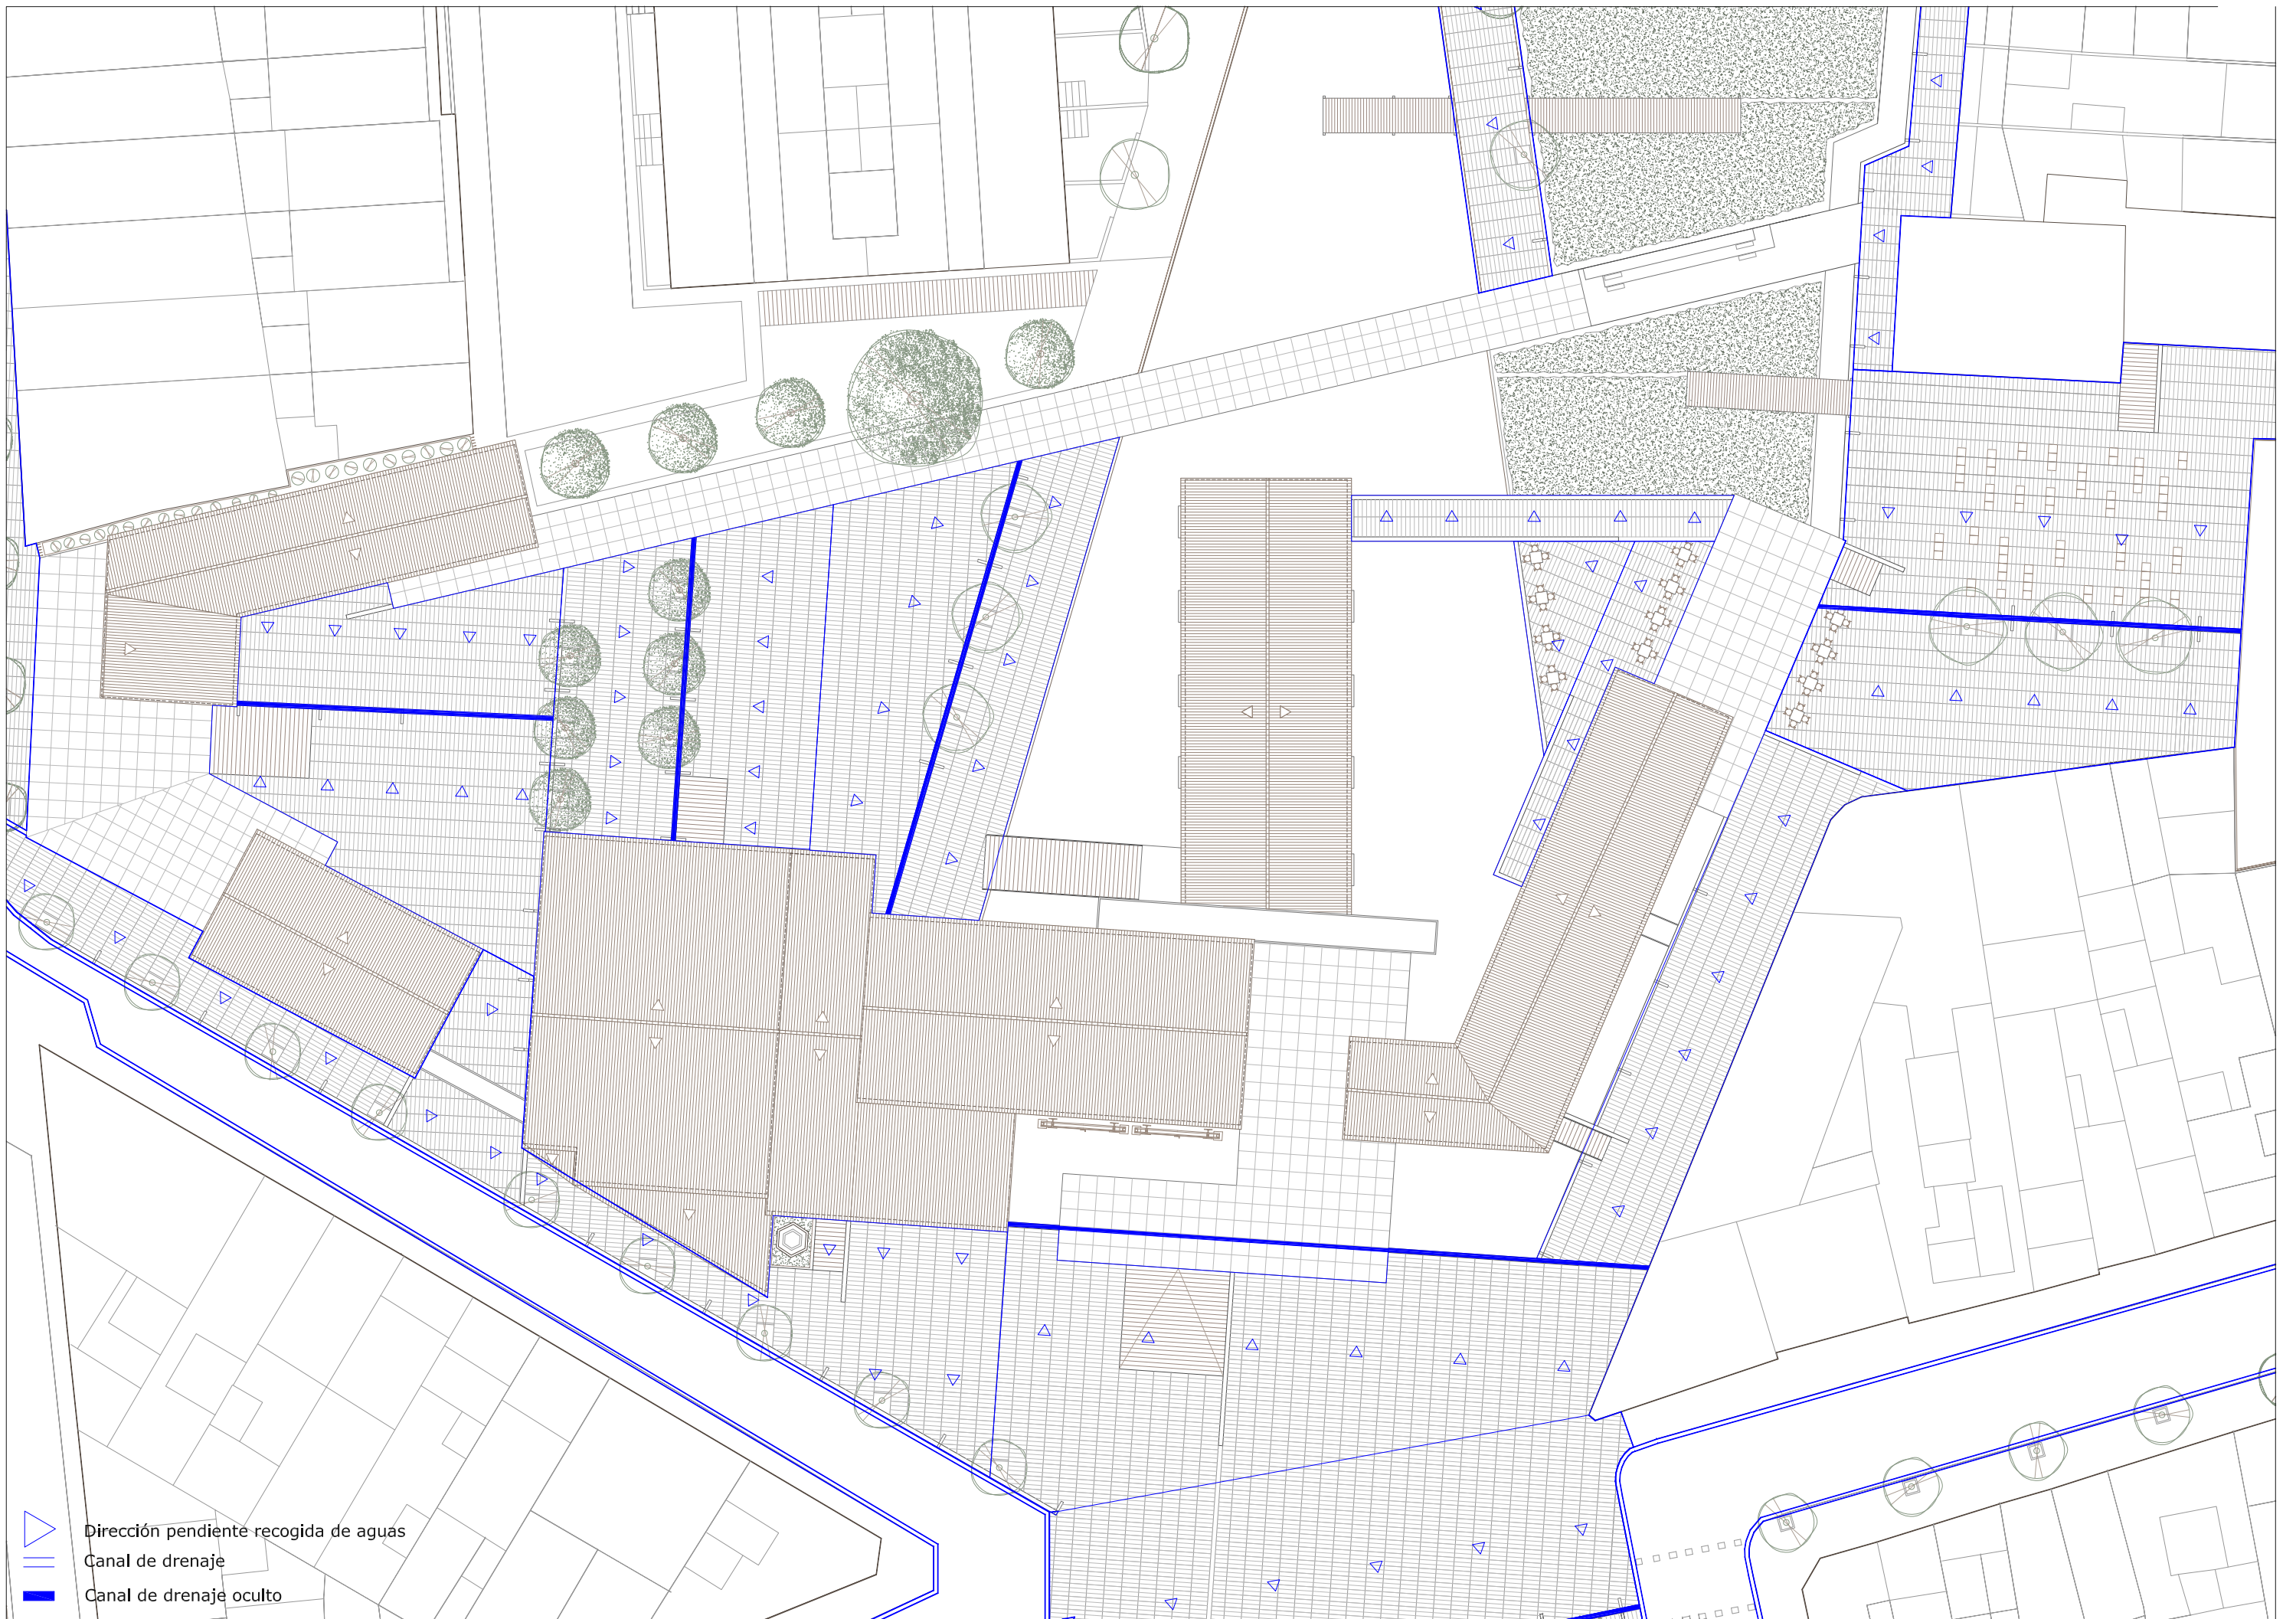 Dirección pendiente recogida de aguas
Canal de drenaje
Canal de drenaje oculto